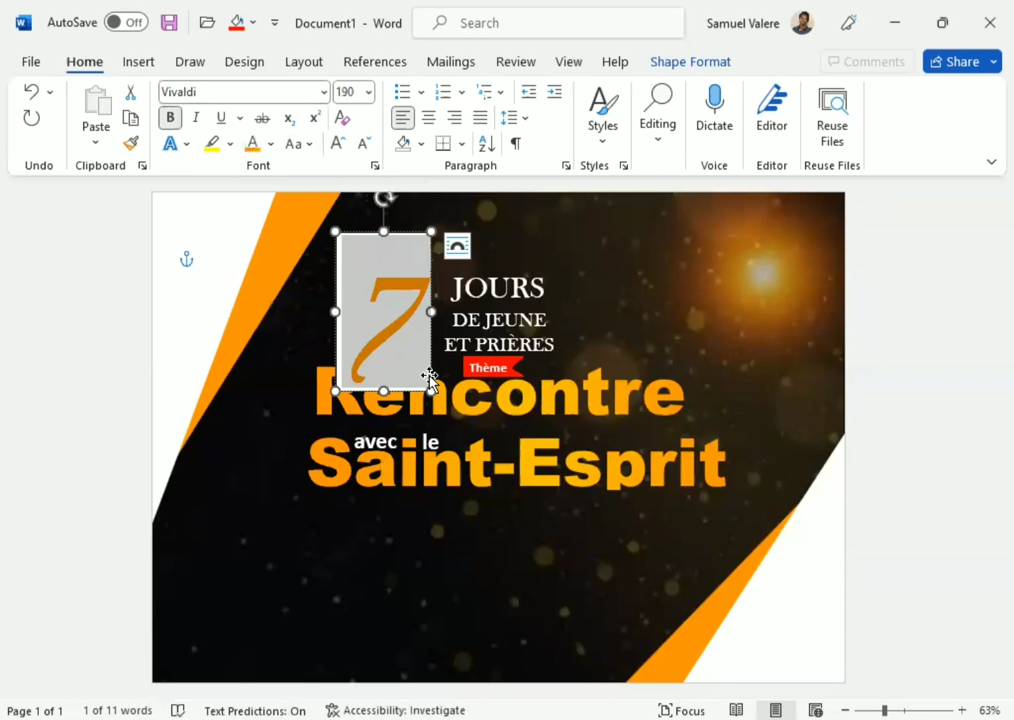 AutoSave Off Document1 - Word Search Samuel Valere
File Home Insert Draw Design Layout References Mailings Review View Help Shape Format Comments Share
Vivaldi 190
Paste Styles Editing Dictate Editor Reuse Files
Undo Clipboard Font Paragraph Styles Voice Editor Reuse Files
7
JOURS
DE JEUNE
ET PRIÈRES
Thème
Rencontre
avec le
Saint-Esprit
Page 1 of 1 1 of 11 words Text Predictions: On Accessibility: Investigate Focus 63%